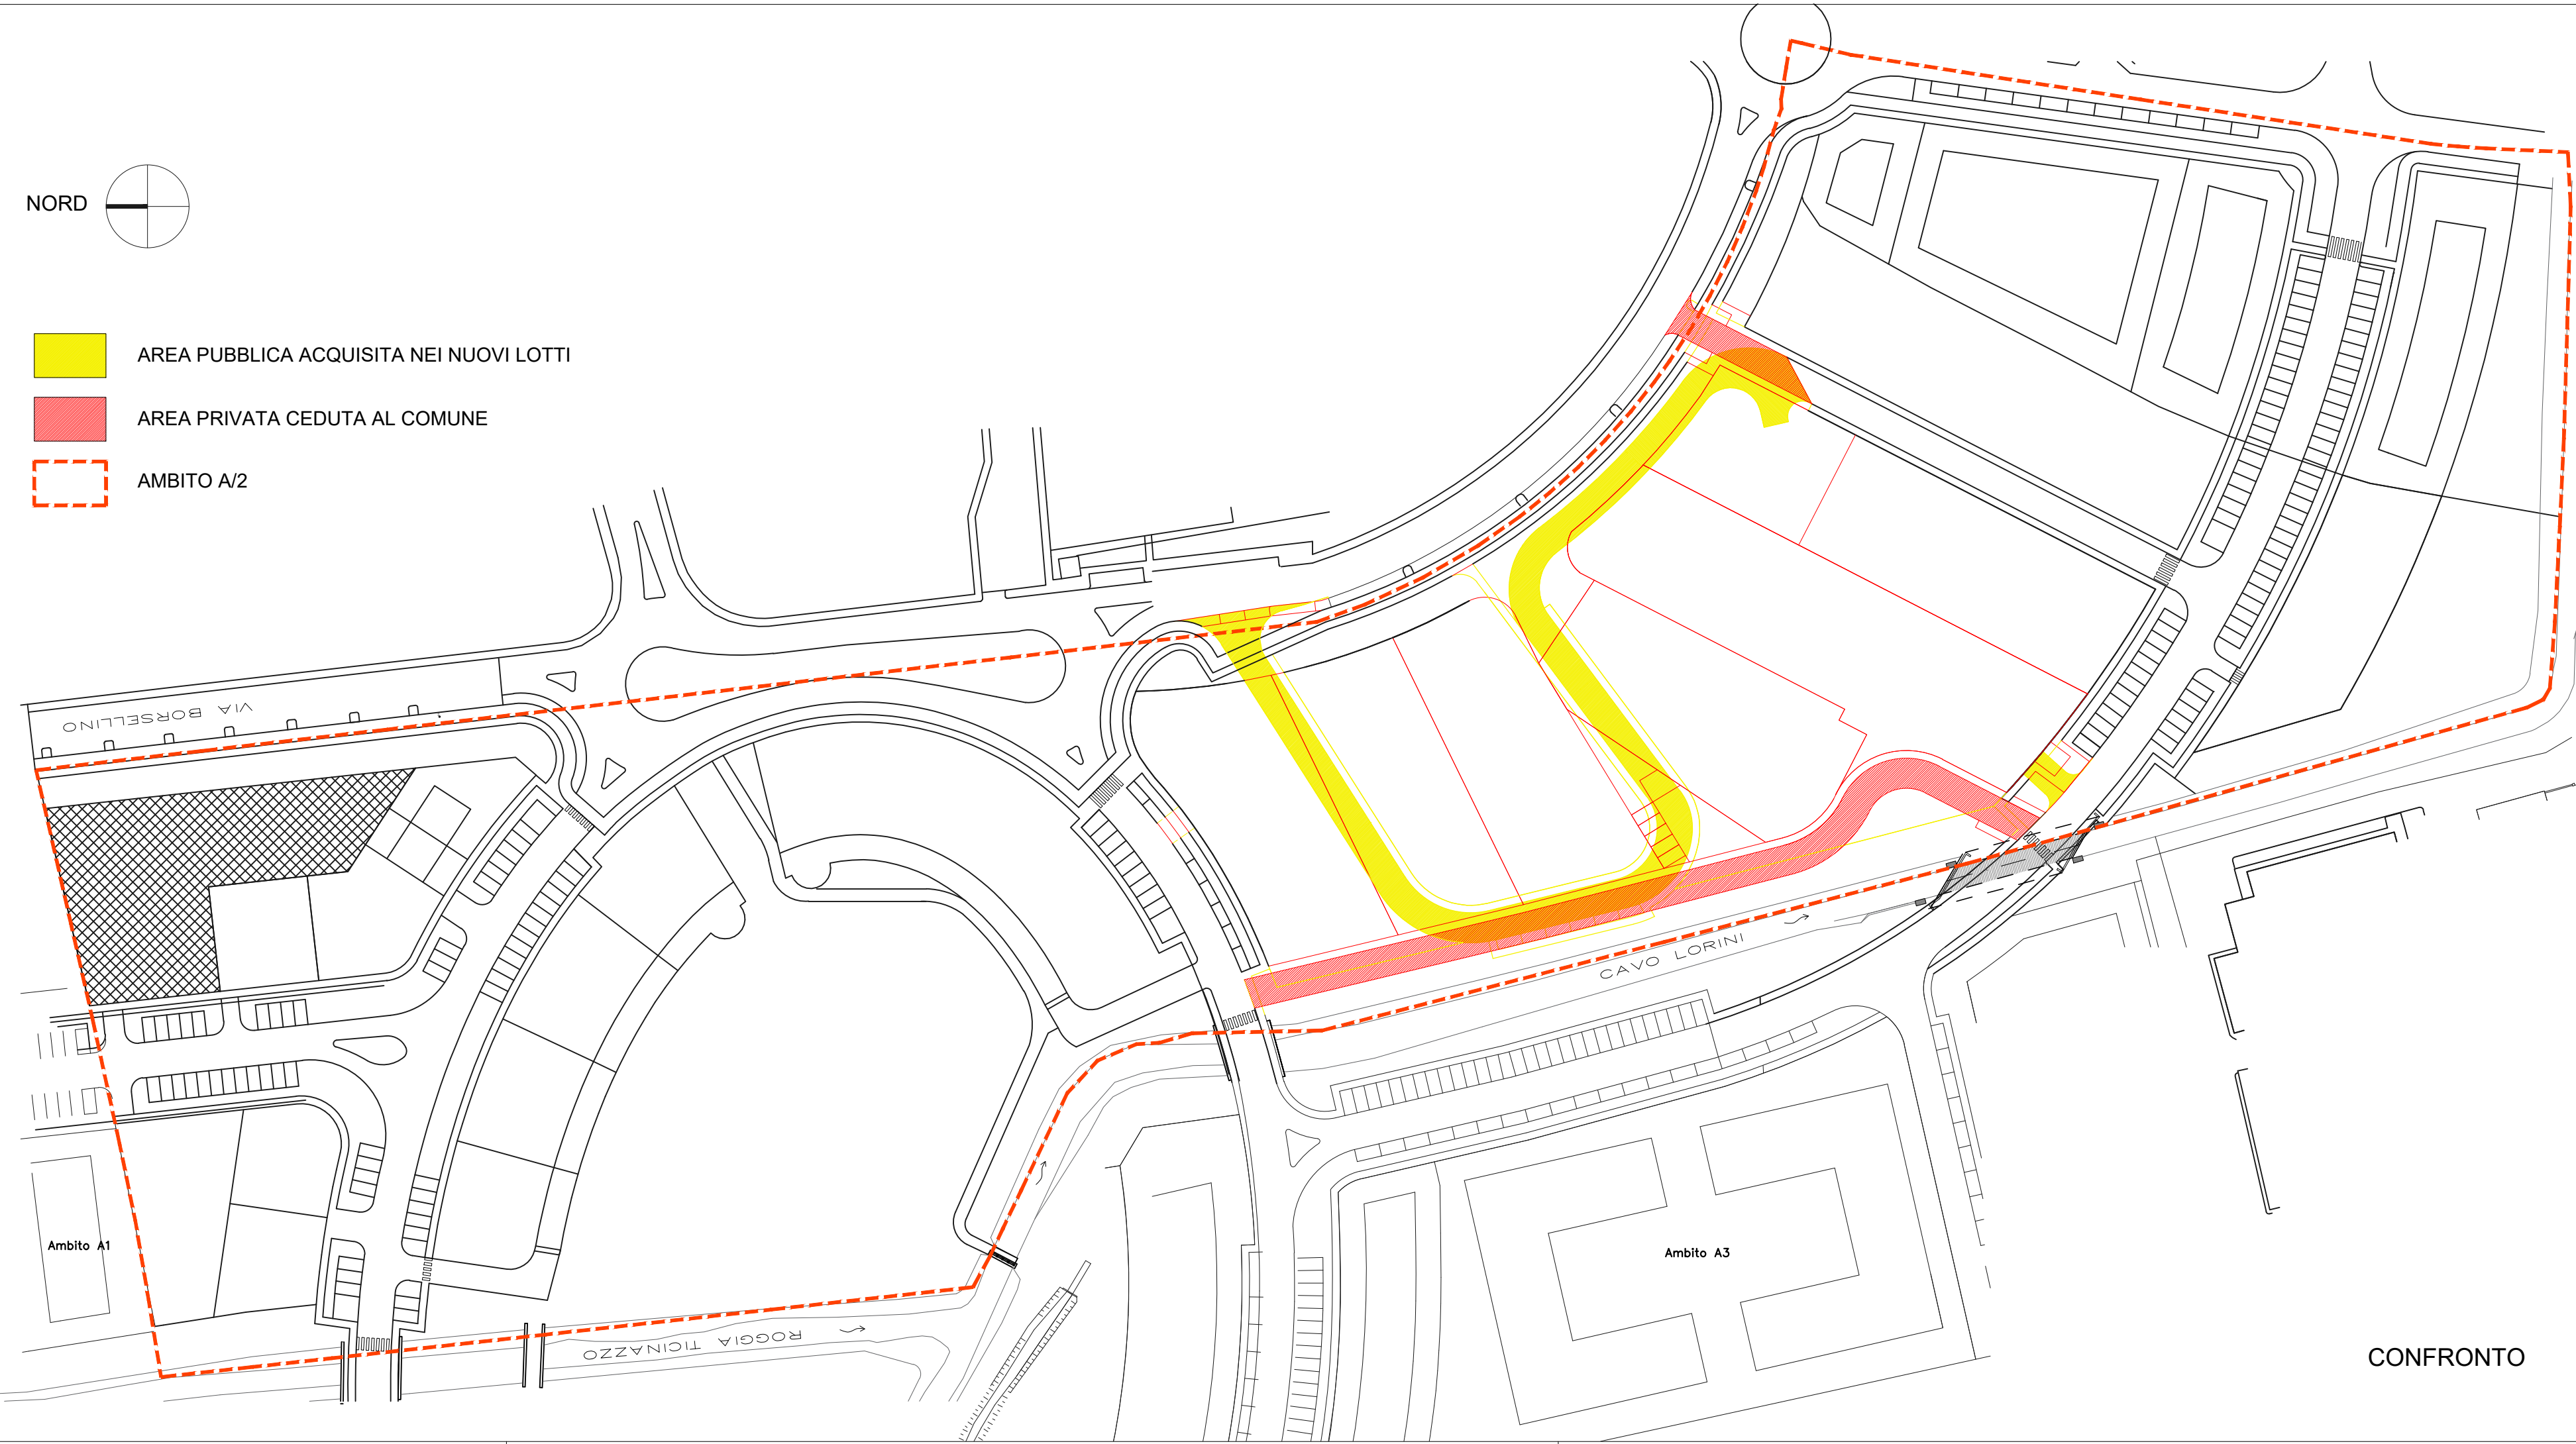 NORD
AREA PUBBLICA ACQUISITA NEI NUOVI LOTTI
AREA PRIVATA CEDUTA AL COMUNE
AMBITO A/2
VIA BORSELLINO
CAVO LORINI
Ambito A1
Ambito A3
ROGGIA TICINAZZO
CONFRONTO